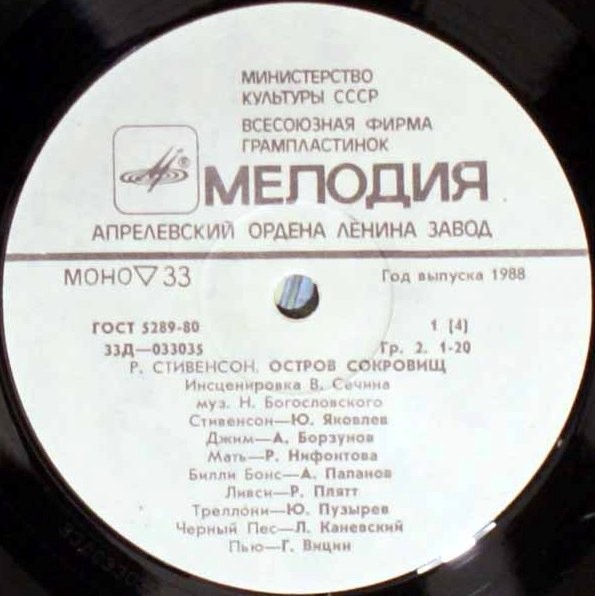 МИНИСТЕРСТВО
КУЛЬТУРЫ СССР
ВСЕСОЮЗНАЯ ФИРМА
ГРАМПЛАСТИНОК
МЕЛОДИЯ
АПРЕЛЕВСКИЙ ОРДЕНА ЛЕНИНА ЗАВОД
МОНО ▽ 33 Год выпуска 1988
ГОСТ 5289-80 1 [4]
33Д—033035 Гр. 2. 1-20
Р. СТИВЕНСОН. ОСТРОВ СОКРОВИЩ
Инсценировка В. Сечина
муз. Н. Богословского
Стивенсон—Ю. Яковлев
Джим—А. Борзунов
Мать—Р. Нифонтова
Билли Бонс—А. Папанов
Ливси—Р. Плятт
Треллони—Ю. Пузырев
Черный Пес—Л. Каневский
Пью—Г. Вицин